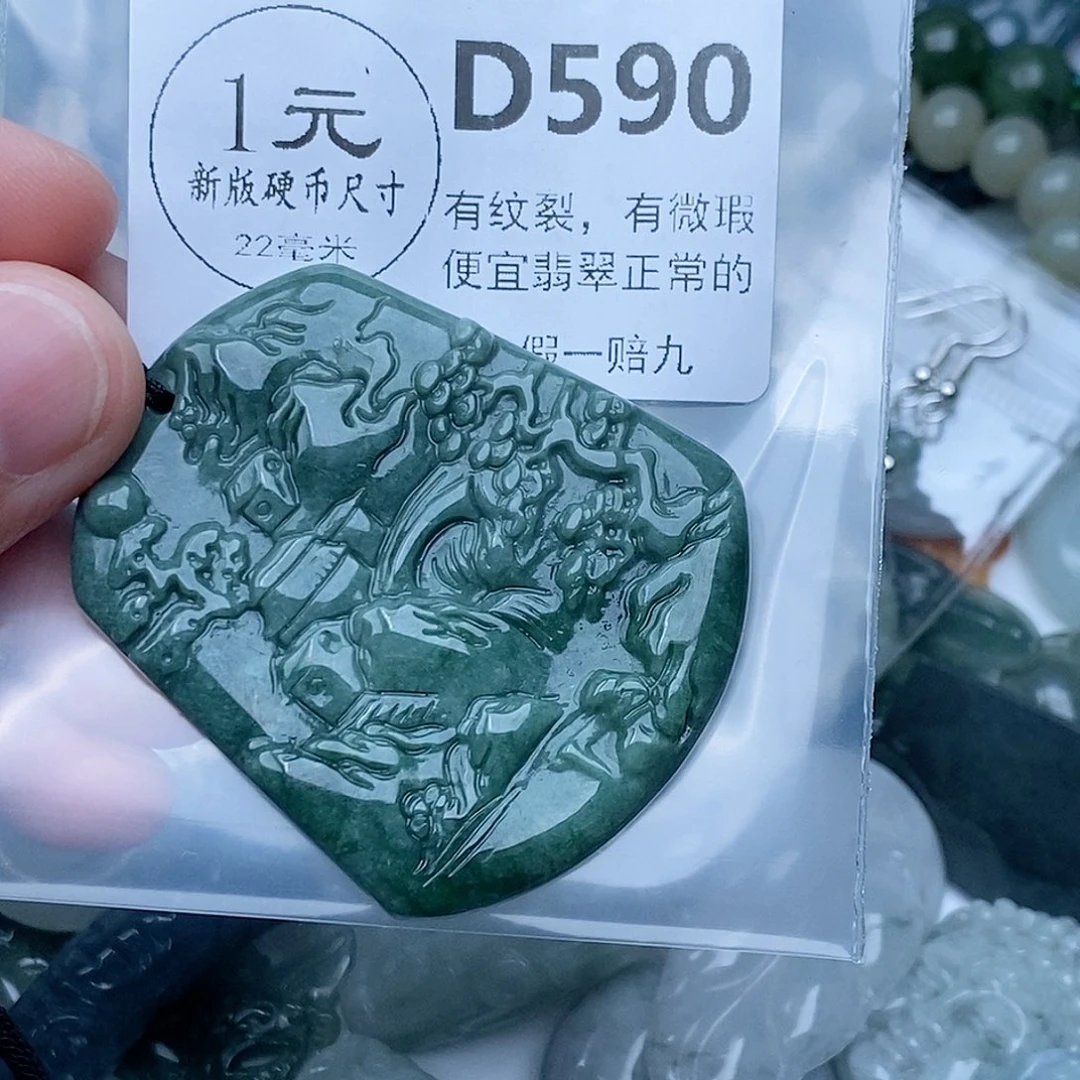 1元
新版硬币尺寸
22毫米
D590
有纹裂，有微瑕
便宜翡翠正常的
假一赔九